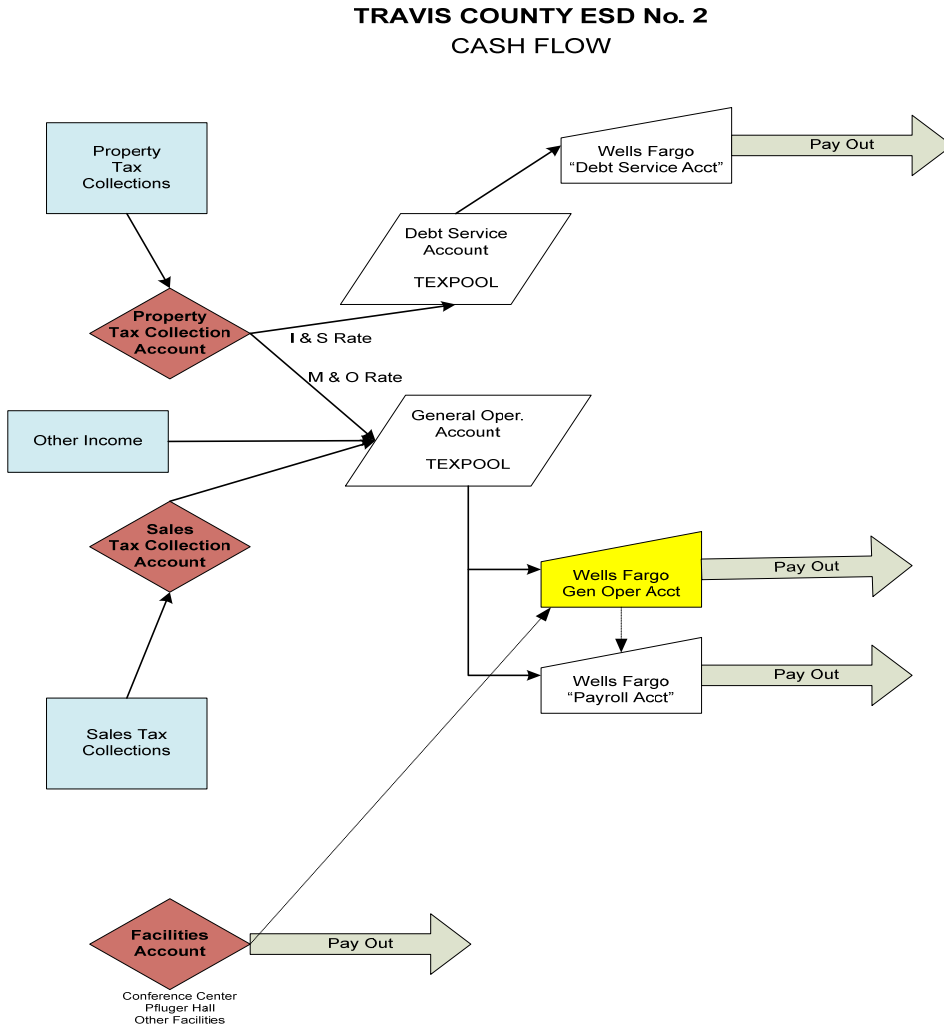 TRAVIS COUNTY ESD No. 2
CASH FLOW
Property
Tax
Collections
Wells Fargo
“Debt Service Acct”
Pay Out
Debt Service
Account
TEXPOOL
Property
Tax Collection
Account
I & S Rate
M & O Rate
Other Income
General Oper.
Account
TEXPOOL
Sales
Tax Collection
Account
Wells Fargo
Gen Oper Acct
Pay Out
Wells Fargo
“Payroll Acct”
Pay Out
Sales Tax
Collections
Facilities
Account
Pay Out
Conference Center
Pfluger Hall
Other Facilities